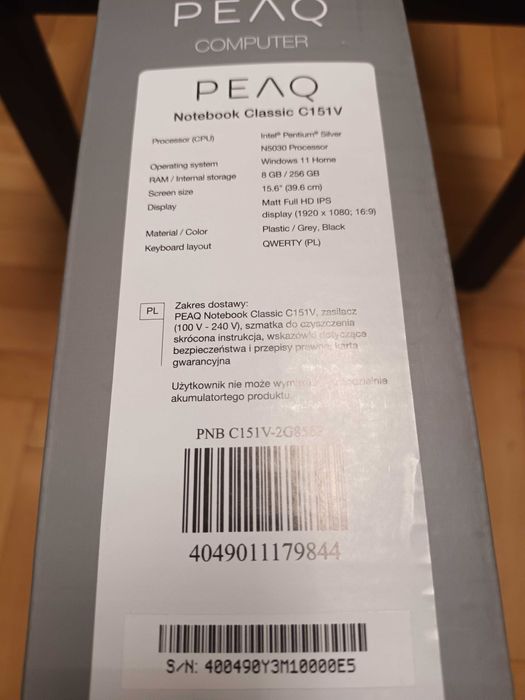 PEAQ
COMPUTER
PEAQ
Notebook Classic C151V
Processor (CPU) Intel® Pentium® Silver
N5030 Processor
Operating system Windows 11 Home
RAM / Internal storage 8 GB / 256 GB
Screen size 15.6" (39.6 cm)
Display Matt Full HD IPS
display (1920 x 1080; 16:9)
Material / Color Plastic / Grey, Black
Keyboard layout QWERTY (PL)
PL
Zakres dostawy:
PEAQ Notebook Classic C151V, zasilacz
(100 V - 240 V), szmatka do czyszczenia
skrócona instrukcja, wskazówki dotyczące
bezpieczeństwa i przepisy prawne, karta
gwarancyjna
Użytkownik nie może
akumulatortego produktu.
PNB C151V-2G8582
4049011179844
S/N: 400490Y3M10000E5